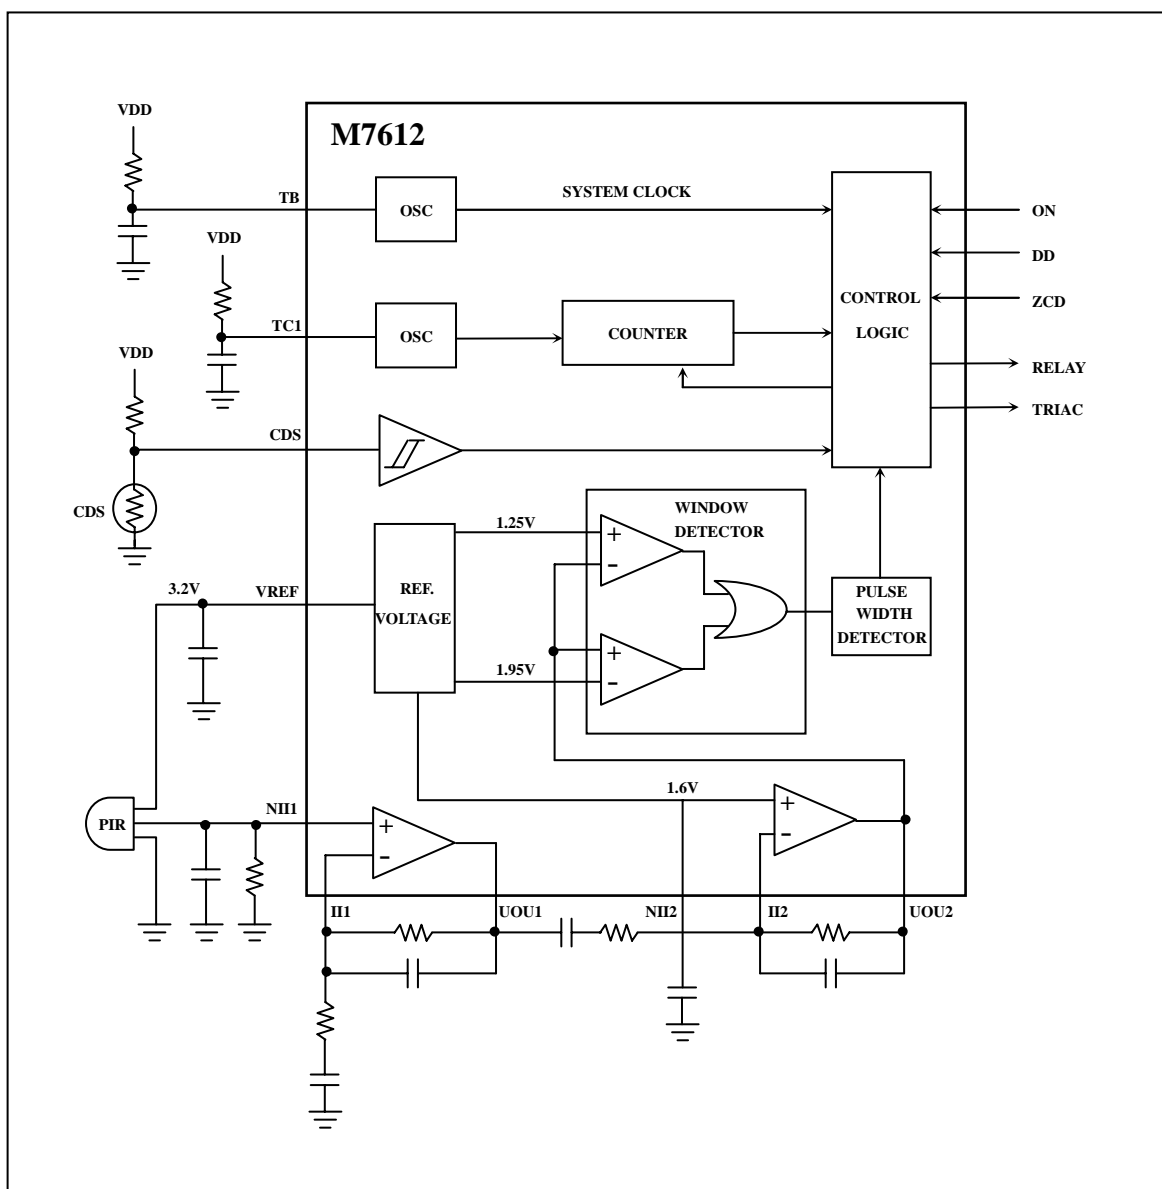 VDD
M7612
TB
OSC
SYSTEM CLOCK
ON
VDD
DD
ZCD
CONTROL
LOGIC
TC1
OSC
COUNTER
VDD
RELAY
TRIAC
CDS
CDS
WINDOW
DETECTOR
1.25V
+
-
3.2V
VREF
REF.
VOLTAGE
PULSE
WIDTH
DETECTOR
1.95V
+
-
1.6V
NII1
PIR
+
-
+
-
II1
UOU1
NII2
II2
UOU2